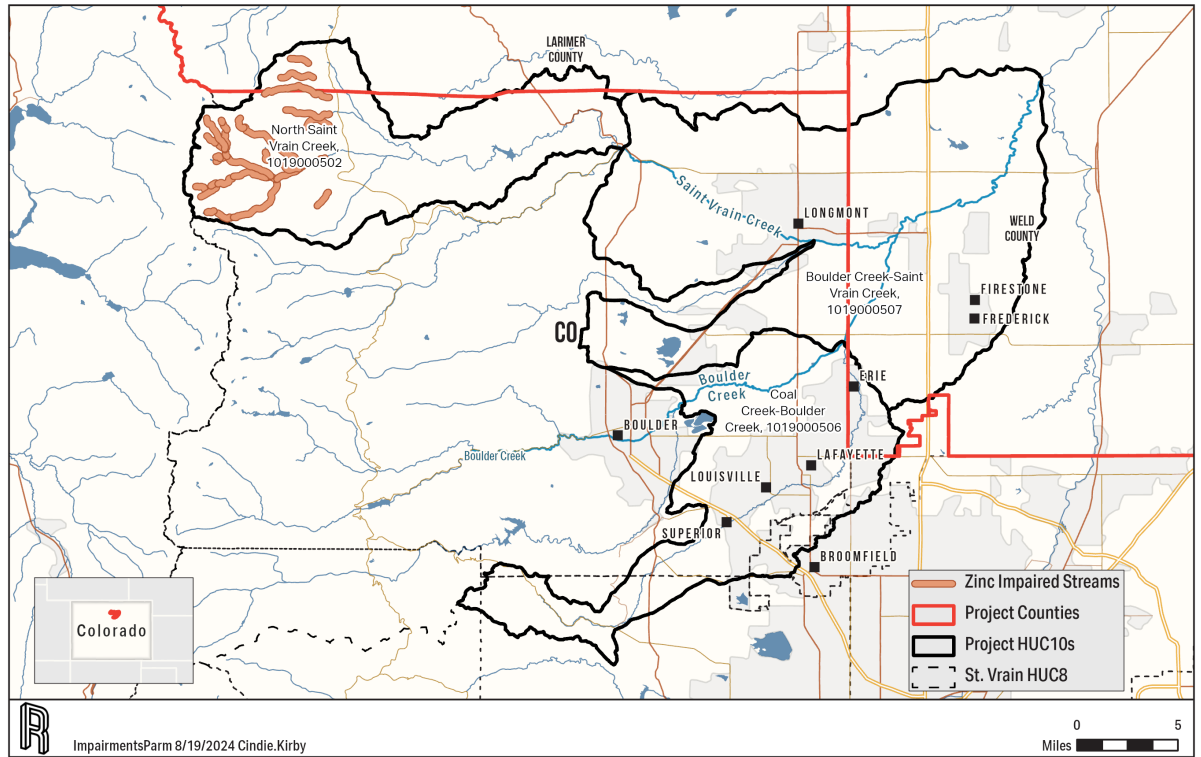 LARIMER
COUNTY
North Saint
Vrain Creek,
1019000502
Saint-Vrain-Creek
LONGMONT
WELD
COUNTY
Boulder Creek-Saint
Vrain Creek,
1019000507
FIRESTONE
FREDERICK
CO
Boulder
Creek
ERIE
Coal
Creek-Boulder
Creek, 1019000506
BOULDER
Boulder Creek
LAFAYETTE
LOUISVILLE
SUPERIOR
BROOMFIELD
Colorado
Zinc Impaired Streams
Project Counties
Project HUC10s
St. Vrain HUC8
R
ImpairmentsParm 8/19/2024 Cindie.Kirby
0 5
Miles